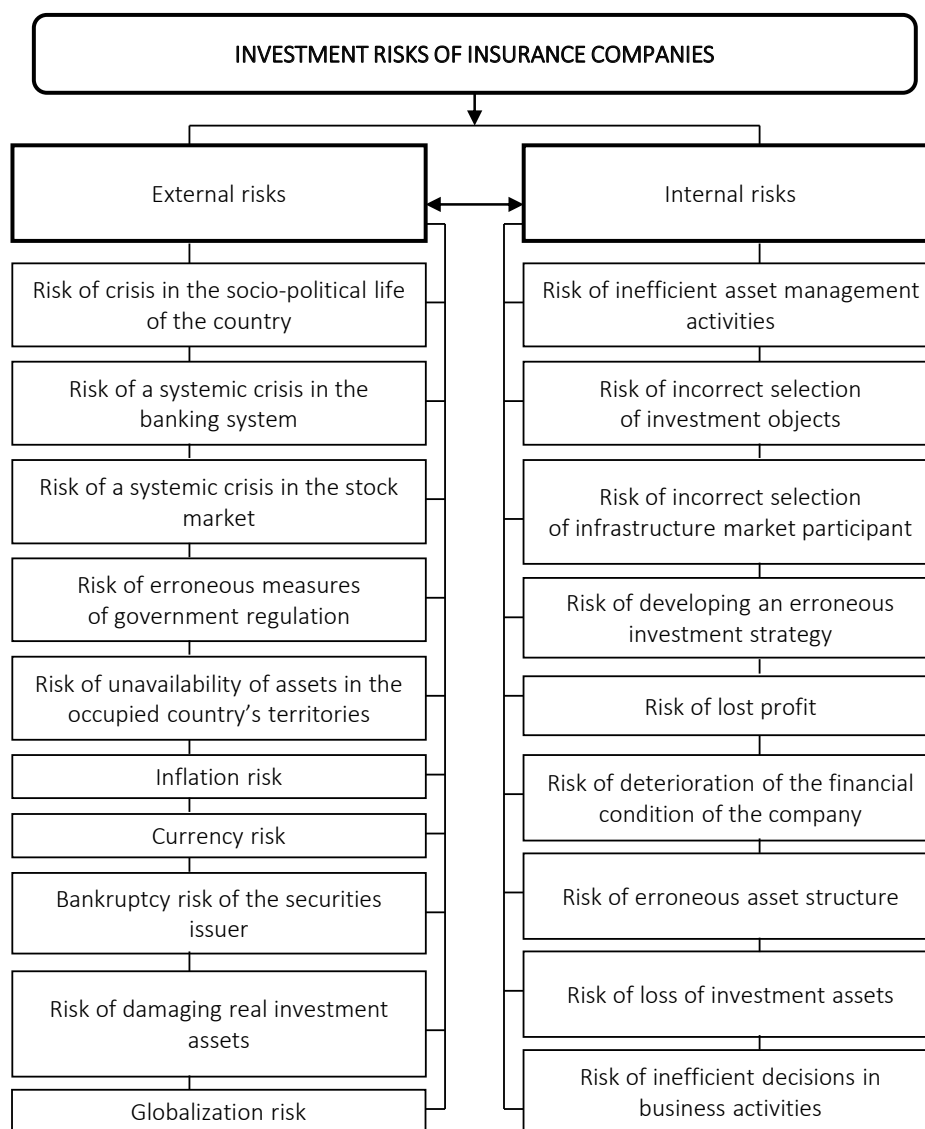 INVESTMENT RISKS OF INSURANCE COMPANIES
External risks
Risk of crisis in the socio-political life
of the country
Risk of a systemic crisis in the
banking system
Risk of a systemic crisis in the stock
market
Risk of erroneous measures
of government regulation
Risk of unavailability of assets in the
occupied country’s territories
Inflation risk
Currency risk
Bankruptcy risk of the securities
issuer
Risk of damaging real investment
assets
Globalization risk
Internal risks
Risk of inefficient asset management
activities
Risk of incorrect selection
of investment objects
Risk of incorrect selection
of infrastructure market participant
Risk of developing an erroneous
investment strategy
Risk of lost profit
Risk of deterioration of the financial
condition of the company
Risk of erroneous asset structure
Risk of loss of investment assets
Risk of inefficient decisions in
business activities